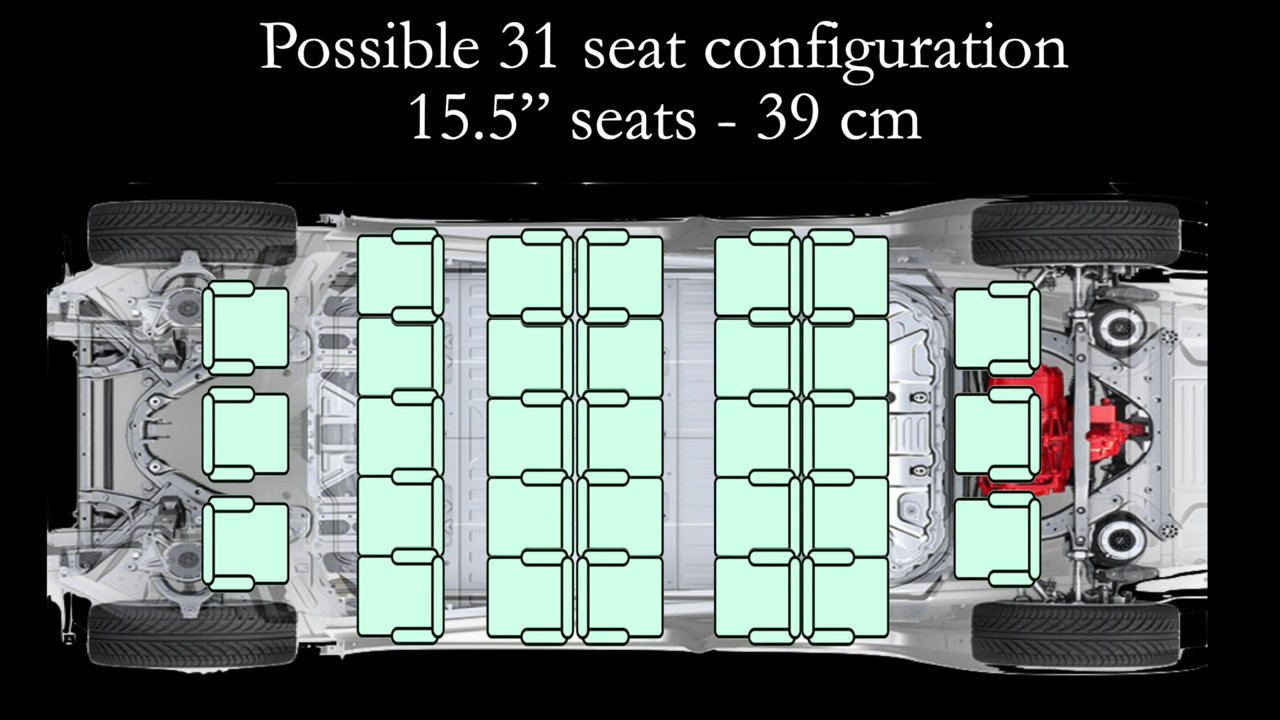 Possible 31 seat configuration
15.5” seats - 39 cm